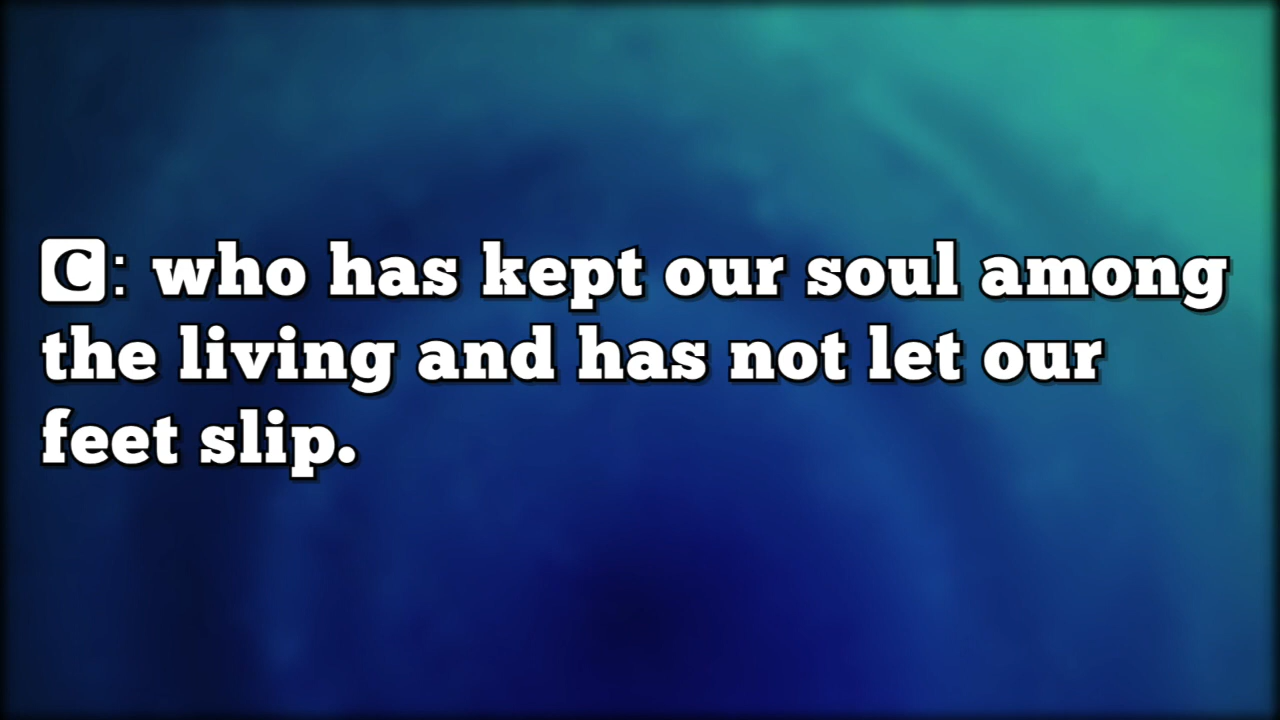 C: who has kept our soul among
the living and has not let our
feet slip.